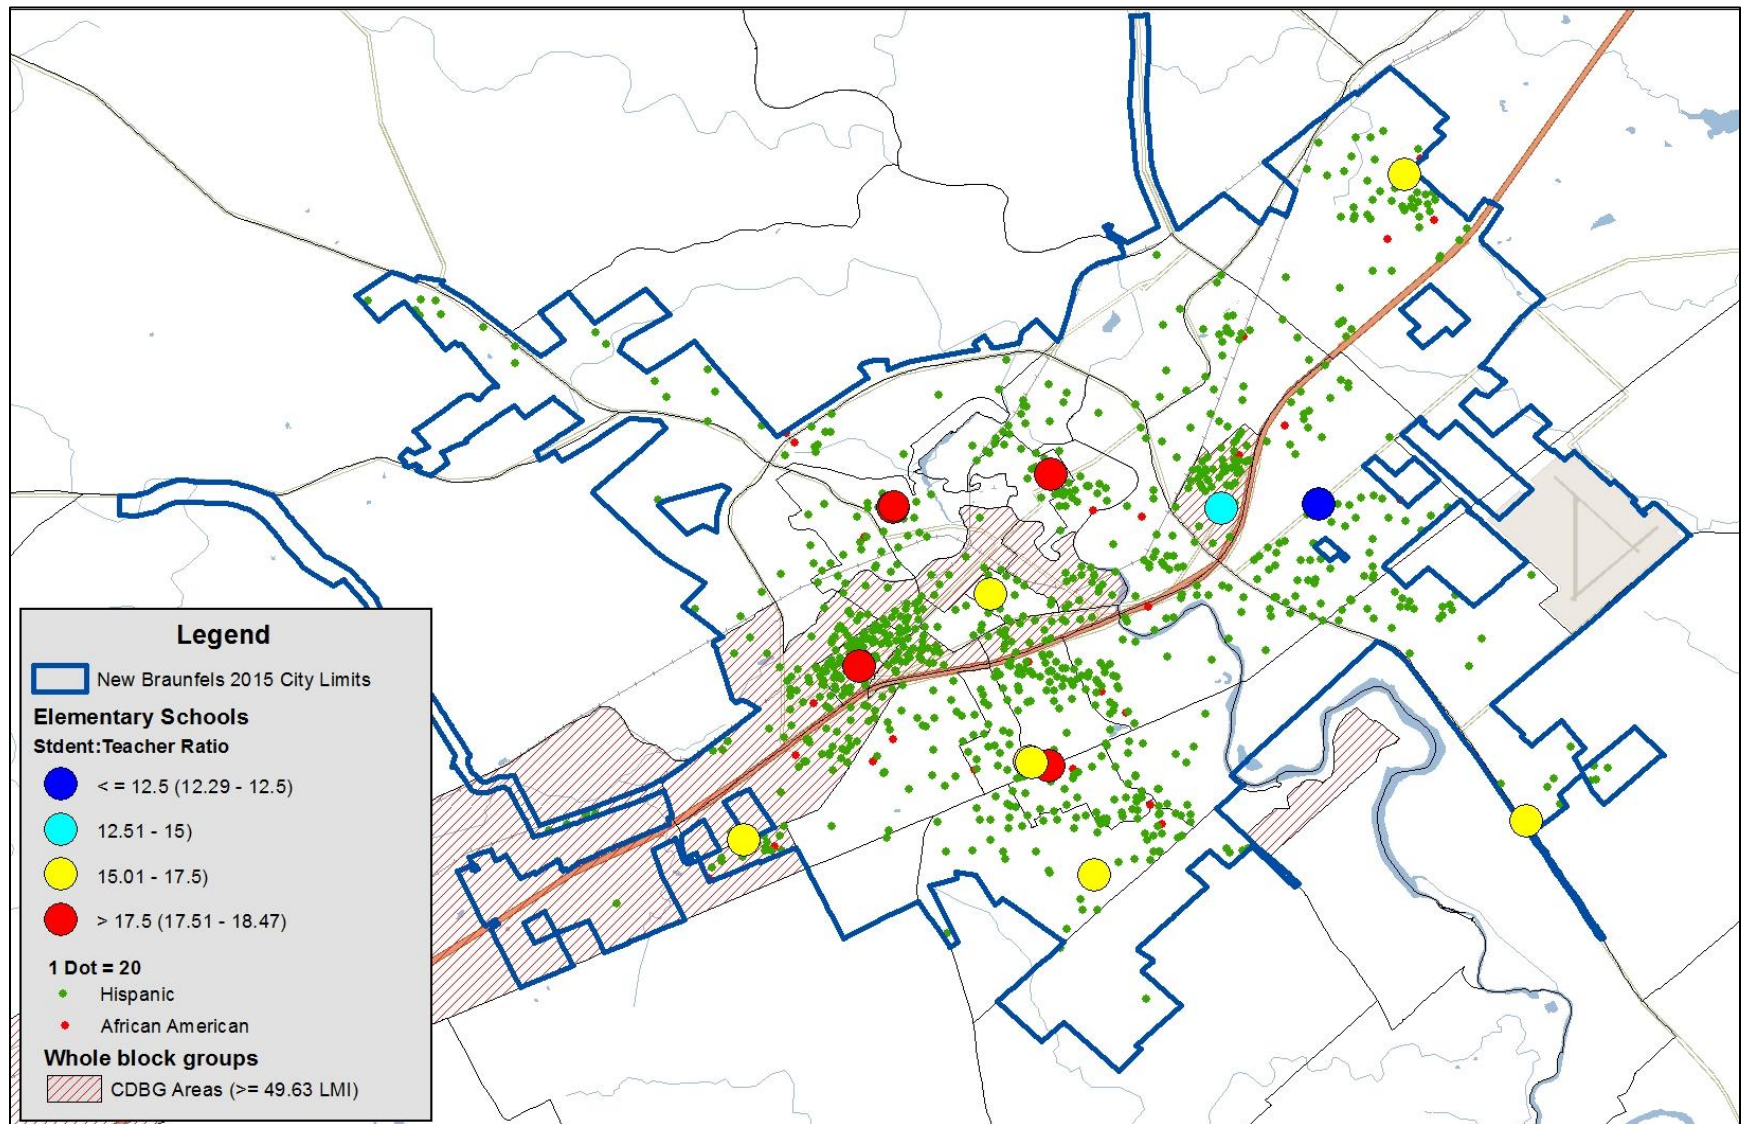 Legend
New Braunfels 2015 City Limits
Elementary Schools
Stdent:Teacher Ratio
< = 12.5 (12.29 - 12.5)
12.51 - 15)
15.01 - 17.5)
> 17.5 (17.51 - 18.47)
1 Dot = 20
Hispanic
African American
Whole block groups
CDBG Areas (>= 49.63 LMI)